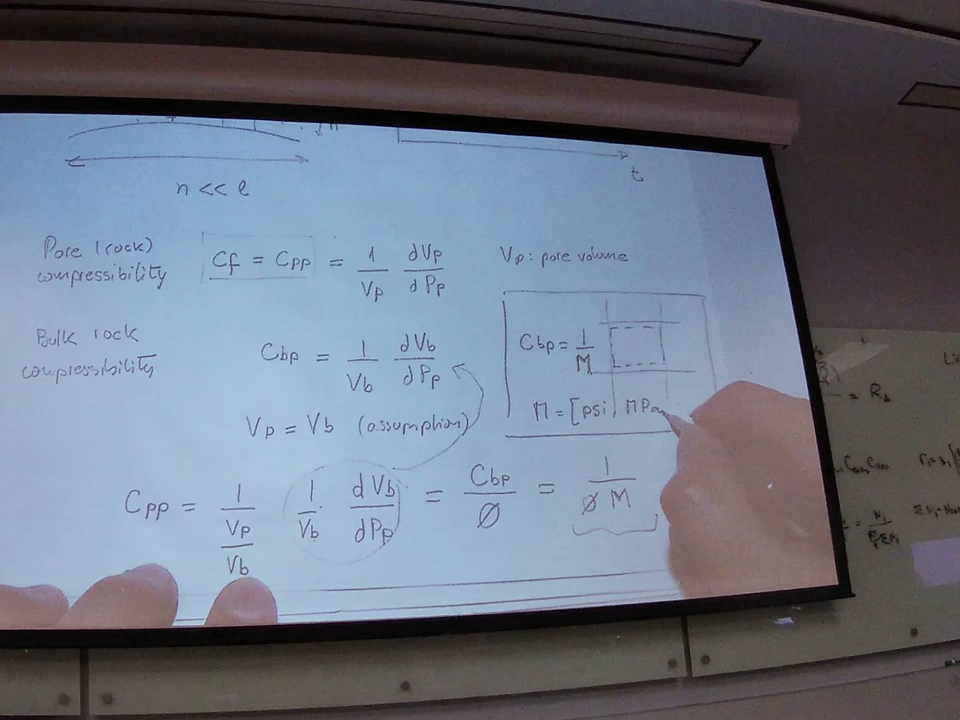 n << l
t
Pore (rock)
compressibility
Cf = Cpp = 1/Vp dVp/dPp
Vp: pore volume
Bulk rock
compressibility
Cbp = 1/Vb dVb/dPp
Cbp = 1/M
M = [psi) MPa
Vp = Vb (assumption)
Cpp = 1/(Vp/Vb) 1/Vb dVb/dPp = Cbp/Ø = 1/(Ø M)
= R